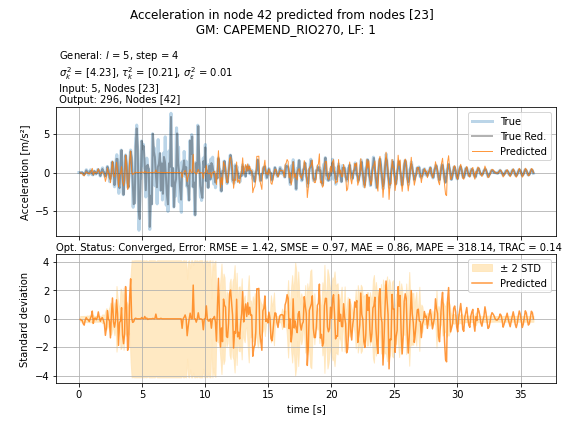 Acceleration in node 42 predicted from nodes [23]
GM: CAPEMEND_RIO270, LF: 1
General: l = 5, step = 4
σ²ₖ = [4.23], τ²ₖ = [0.21], σ²ε = 0.01
Input: 5, Nodes [23]
Output: 296, Nodes [42]
Acceleration [m/s²]
5
0
−5
True
True Red.
Predicted
Opt. Status: Converged, Error: RMSE = 1.42, SMSE = 0.97, MAE = 0.86, MAPE = 318.14, TRAC = 0.14
Standard deviation
4
2
0
−2
−4
± 2 STD
Predicted
0 5 10 15 20 25 30 35
time [s]